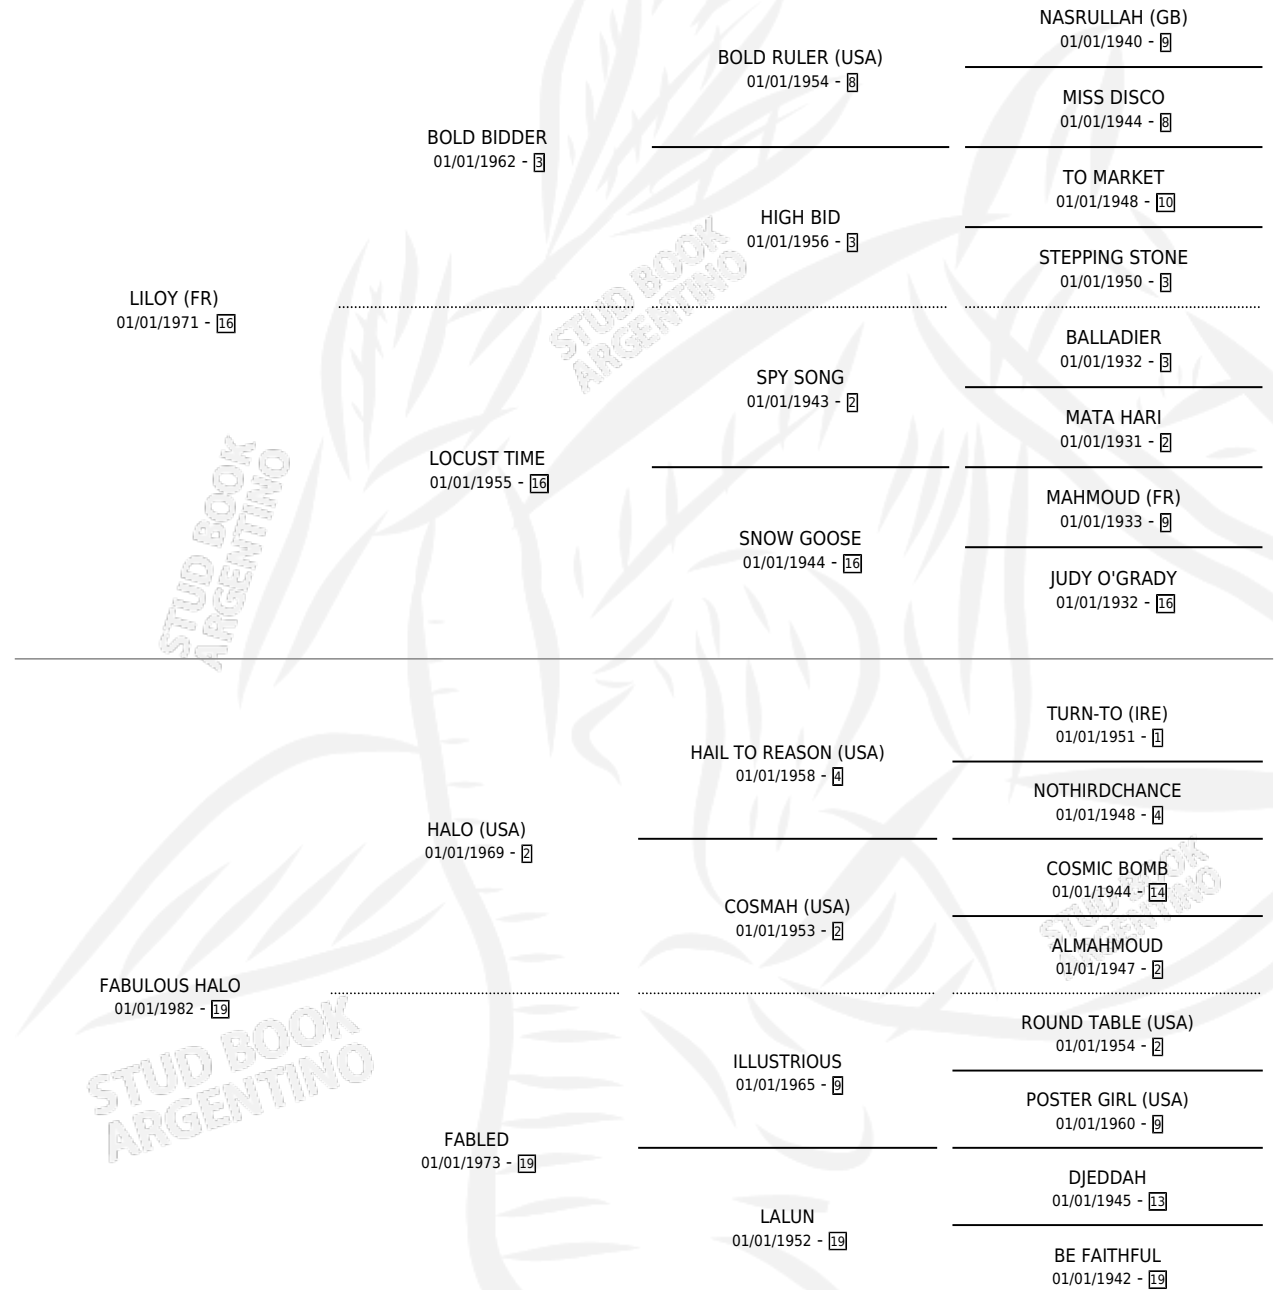 NASRULLAH (GB)
01/01/1940 - 9
BOLD RULER (USA)
01/01/1954 - 8
MISS DISCO
01/01/1944 - 8
BOLD BIDDER
01/01/1962 - 3
TO MARKET
01/01/1948 - 10
HIGH BID
01/01/1956 - 3
STEPPING STONE
01/01/1950 - 3
LILOY (FR)
01/01/1971 - 16
STUD BOOK
ARGENTINO
BALLADIER
01/01/1932 - 3
SPY SONG
01/01/1943 - 2
MATA HARI
01/01/1931 - 2
LOCUST TIME
01/01/1955 - 16
MAHMOUD (FR)
01/01/1933 - 9
SNOW GOOSE
01/01/1944 - 16
JUDY O'GRADY
01/01/1932 - 16
STUD BOOK
ARGENTINO
TURN-TO (IRE)
01/01/1951 - 1
HAIL TO REASON (USA)
01/01/1958 - 4
NOTHIRDCHANCE
01/01/1948 - 4
HALO (USA)
01/01/1969 - 2
COSMIC BOMB
01/01/1944 - 14
COSMAH (USA)
01/01/1953 - 2
ALMAHMOUD
01/01/1947 - 2
STUD BOOK
ARGENTINO
FABULOUS HALO
01/01/1982 - 19
ROUND TABLE (USA)
01/01/1954 - 2
ILLUSTRIOUS
01/01/1965 - 9
POSTER GIRL (USA)
01/01/1960 - 9
STUD BOOK
ARGENTINO
FABLED
01/01/1973 - 19
DJEDDAH
01/01/1945 - 13
LALUN
01/01/1952 - 19
BE FAITHFUL
01/01/1942 - 19